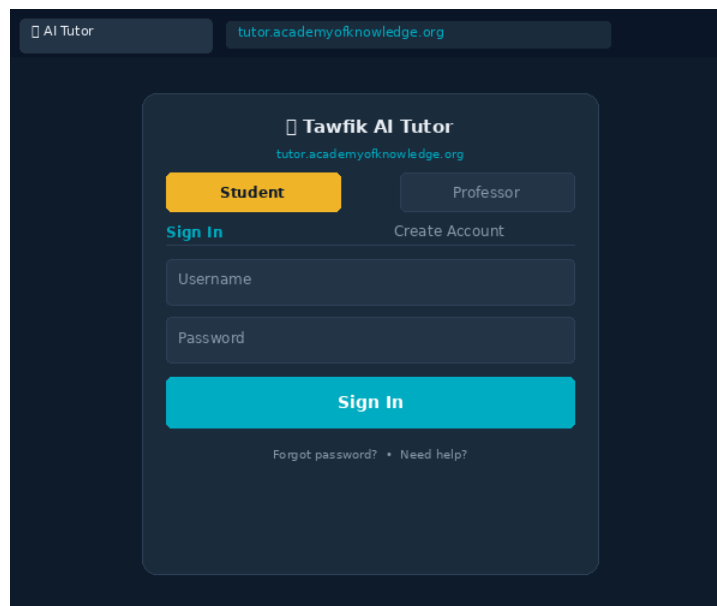 AI Tutor
tutor.academyofknowledge.org
Tawfik AI Tutor
tutor.academyofknowledge.org
Student Professor
Sign In Create Account
Username
Password
Sign In
Forgot password? • Need help?